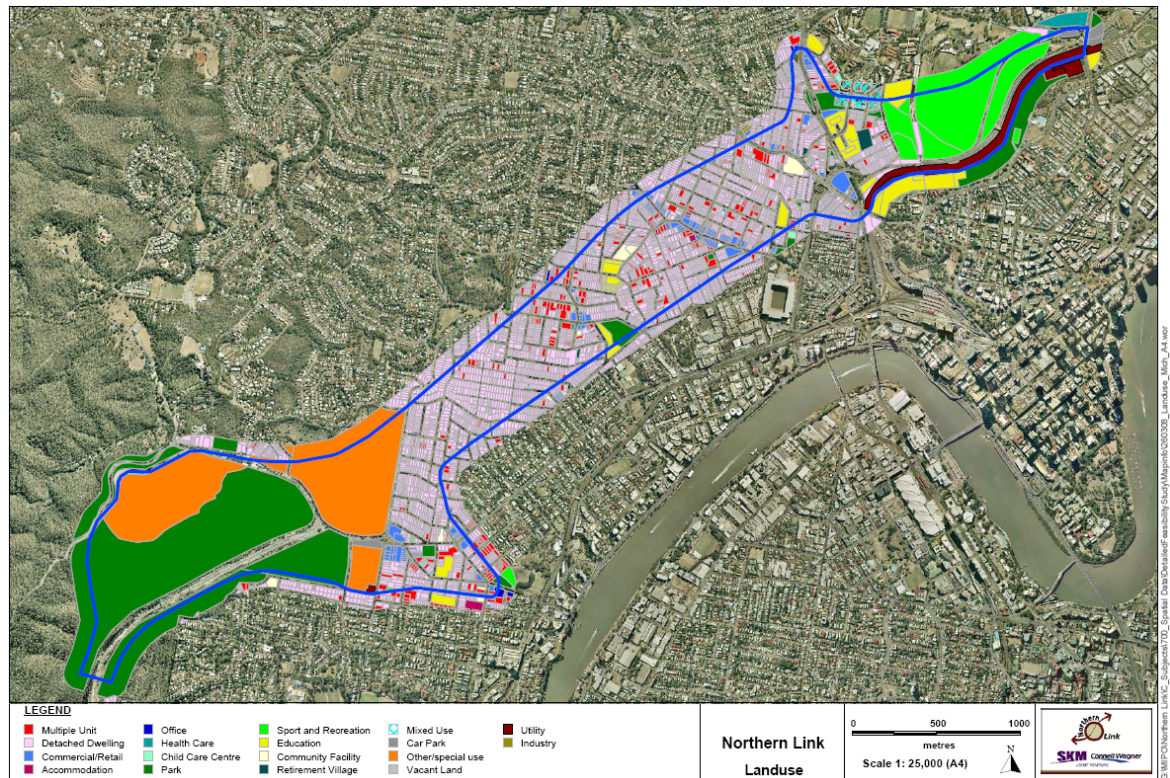 LEGEND
Multiple Unit
Detached Dwelling
Commercial/Retail
Accommodation
Office
Health Care
Child Care Centre
Park
Sport and Recreation
Education
Community Facility
Retirement Village
Mixed Use
Car Park
Other/special use
Vacant Land
Utility
Industry
Northern Link
Landuse
0 500 1000
metres
Scale 1: 25,000 (A4)
N
Northern
Link
SKM Connell Wagner
JOINT VENTURE